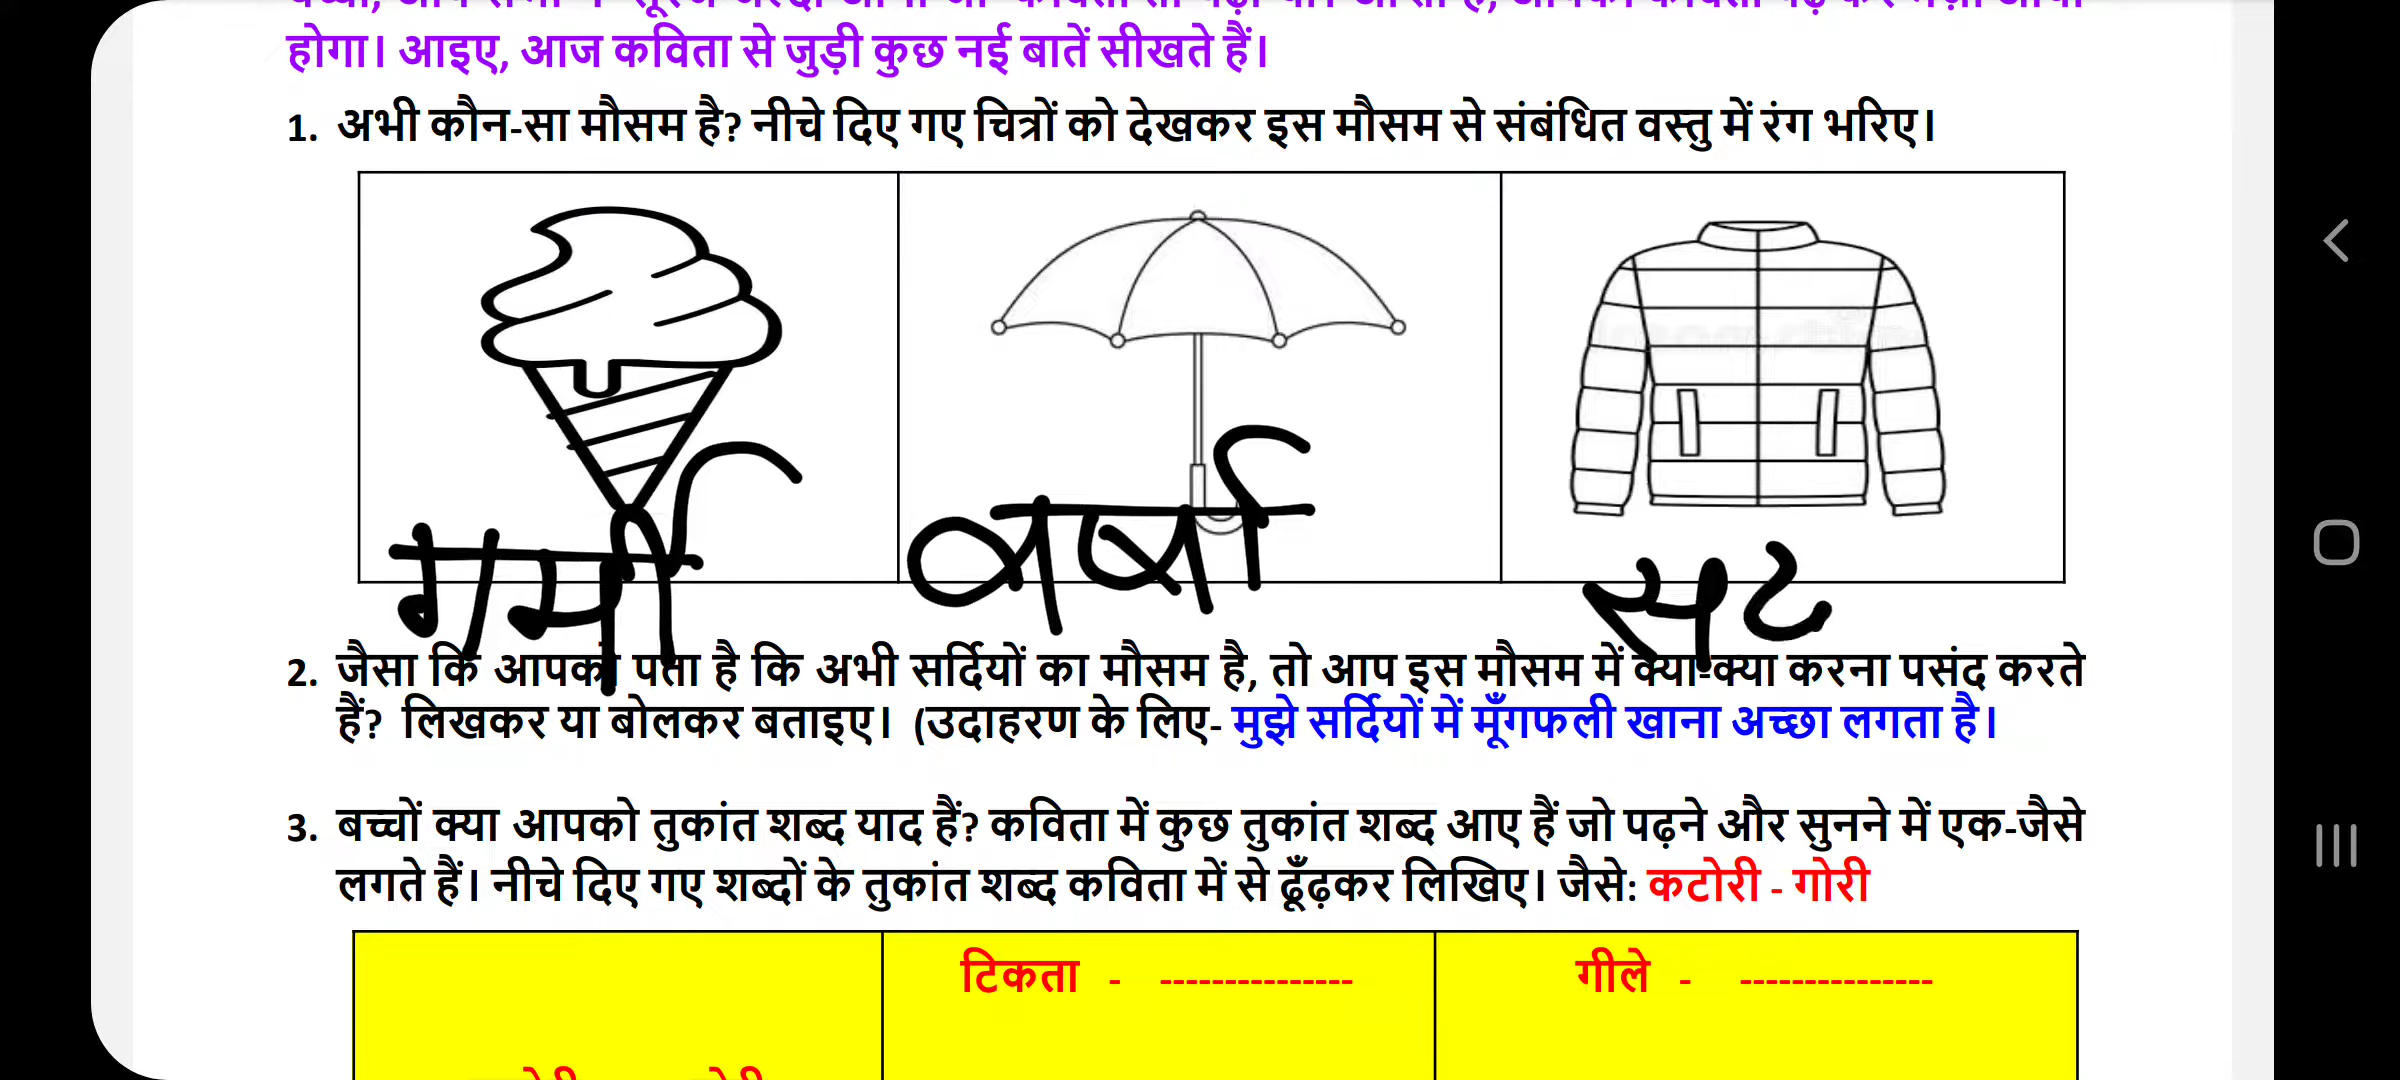 होगा। आइए, आज कविता से जुड़ी कुछ नई बातें सीखते हैं।
1. अभी कौन-सा मौसम है? नीचे दिए गए चित्रों को देखकर इस मौसम से संबंधित वस्तु में रंग भरिए।
गर्मी वर्षा
2. जैसा कि आपको पता है कि अभी सर्दियों का मौसम है, तो आप इस मौसम में क्या-क्या करना पसंद करते
हैं? लिखकर या बोलकर बताइए। (उदाहरण के लिए- मुझे सर्दियों में मूँगफली खाना अच्छा लगता है।
3. बच्चों क्या आपको तुकांत शब्द याद हैं? कविता में कुछ तुकांत शब्द आए हैं जो पढ़ने और सुनने में एक-जैसे
लगते हैं। नीचे दिए गए शब्दों के तुकांत शब्द कविता में से ढूँढ़कर लिखिए। जैसे: कटोरी - गोरी
टिकता - --------------- गीले - ---------------